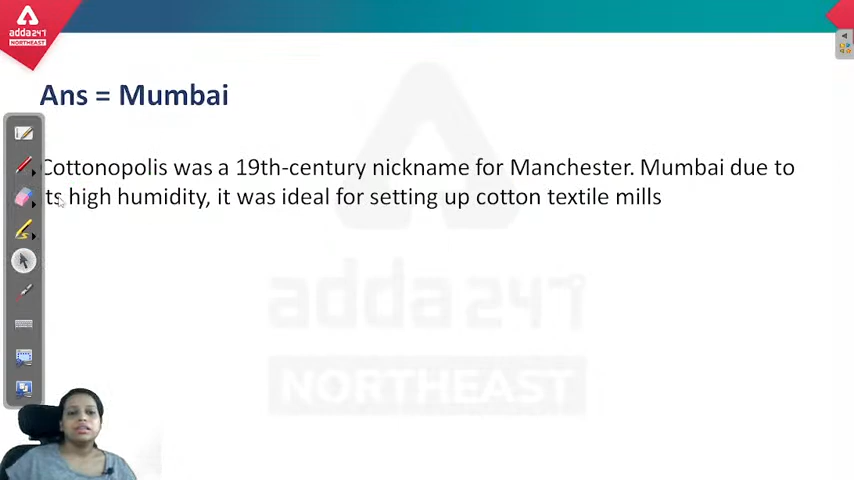 adda247
NORTHEAST
Ans = Mumbai
Cottonopolis was a 19th-century nickname for Manchester. Mumbai due to
its high humidity, it was ideal for setting up cotton textile mills
adda247
NORTHEAST